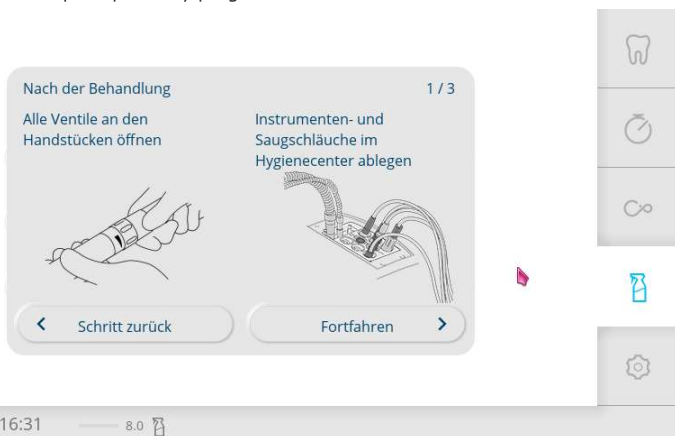 Nach der Behandlung 1 / 3
Alle Ventile an den
Handstücken öffnen
Instrumenten- und
Saugschläuche im
Hygienecenter ablegen
Schritt zurück
Fortfahren
16:31 8.0